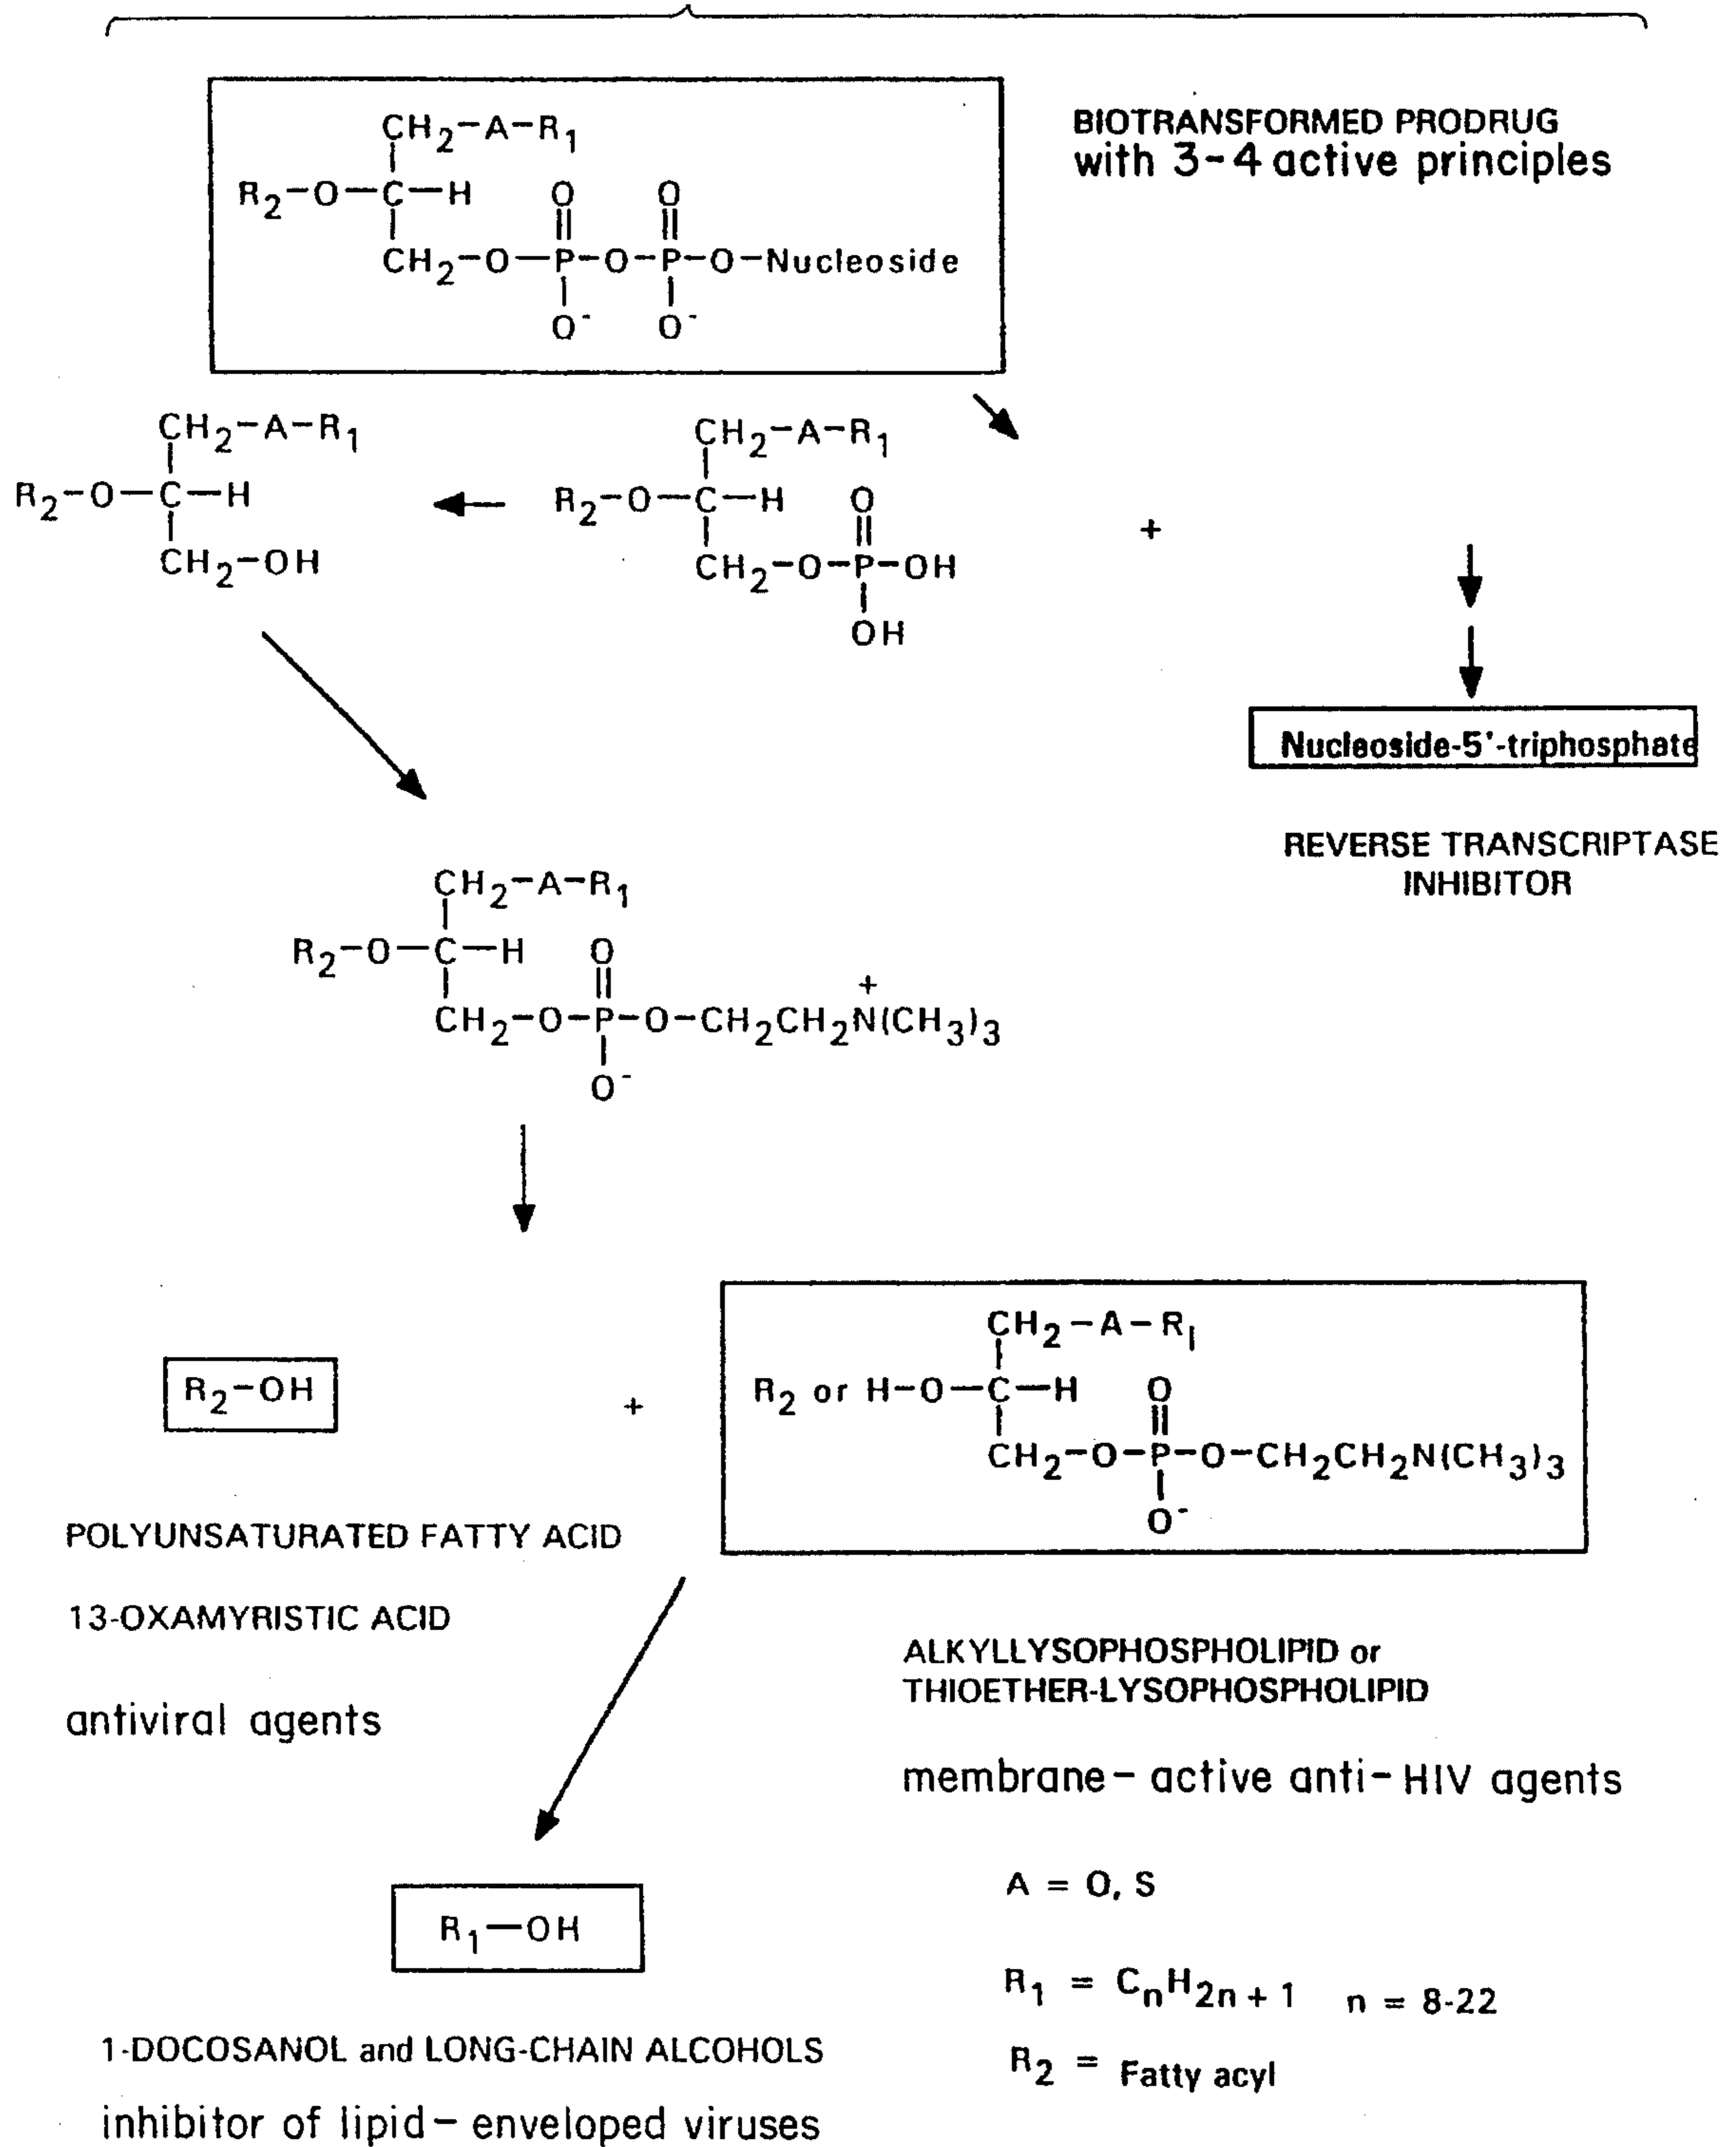 CH2-A-R1
R2-O-C-H O O
CH2-O-P-O-P-O-Nucleoside
O- O-
BIOTRANSFORMED PRODRUG
with 3-4 active principles
CH2-A-R1
R2-O-C-H
CH2-OH
CH2-A-R1
R2-O-C-H O
CH2-O-P-OH
OH
+
Nucleoside-5'-triphosphate
REVERSE TRANSCRIPTASE
INHIBITOR
CH2-A-R1
R2-O-C-H O
+
CH2-O-P-O-CH2CH2N(CH3)3
O-
R2-OH
+
CH2-A-R1
R2 or H-O-C-H O
CH2-O-P-O-CH2CH2N(CH3)3
O-
POLYUNSATURATED FATTY ACID
13-OXAMYRISTIC ACID
antiviral agents
ALKYLLYSOPHOSPHOLIPID or
THIOETHER-LYSOPHOSPHOLIPID
membrane-active anti-HIV agents
R1-OH
1-DOCOSANOL and LONG-CHAIN ALCOHOLS
inhibitor of lipid-enveloped viruses
A = O, S
R1 = CnH2n + 1 n = 8-22
R2 = Fatty acyl